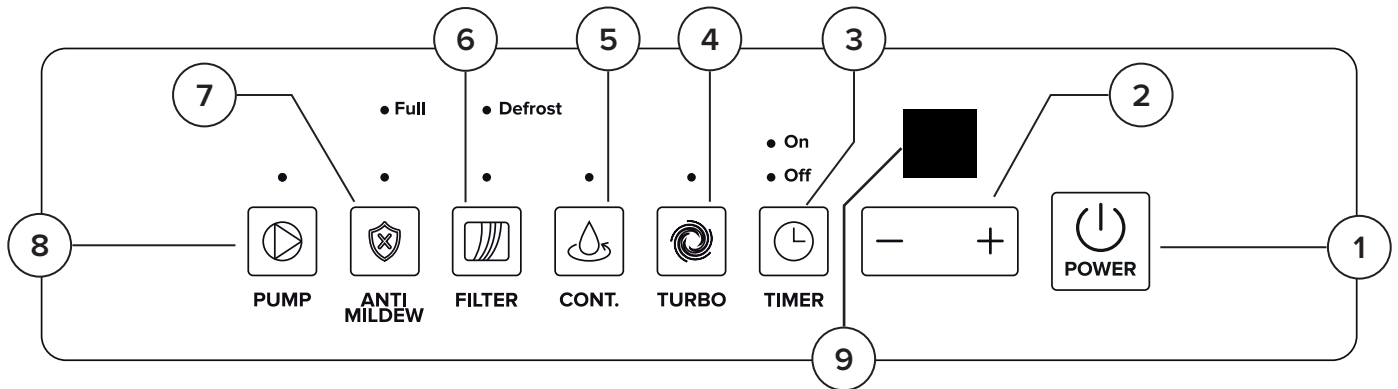 6
5
4
3
7
2
Full
Defrost
On
Off
8
1
POWER
PUMP
ANTI
MILDEW
FILTER
CONT.
TURBO
TIMER
9